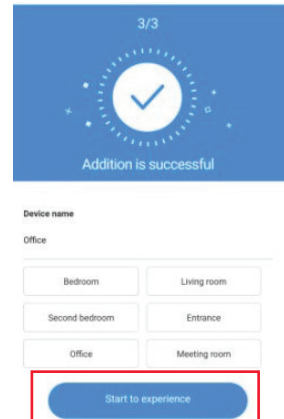 3/3
Addition is successful
Device name
Office
Bedroom Living room
Second bedroom Entrance
Office Meeting room
Start to experience